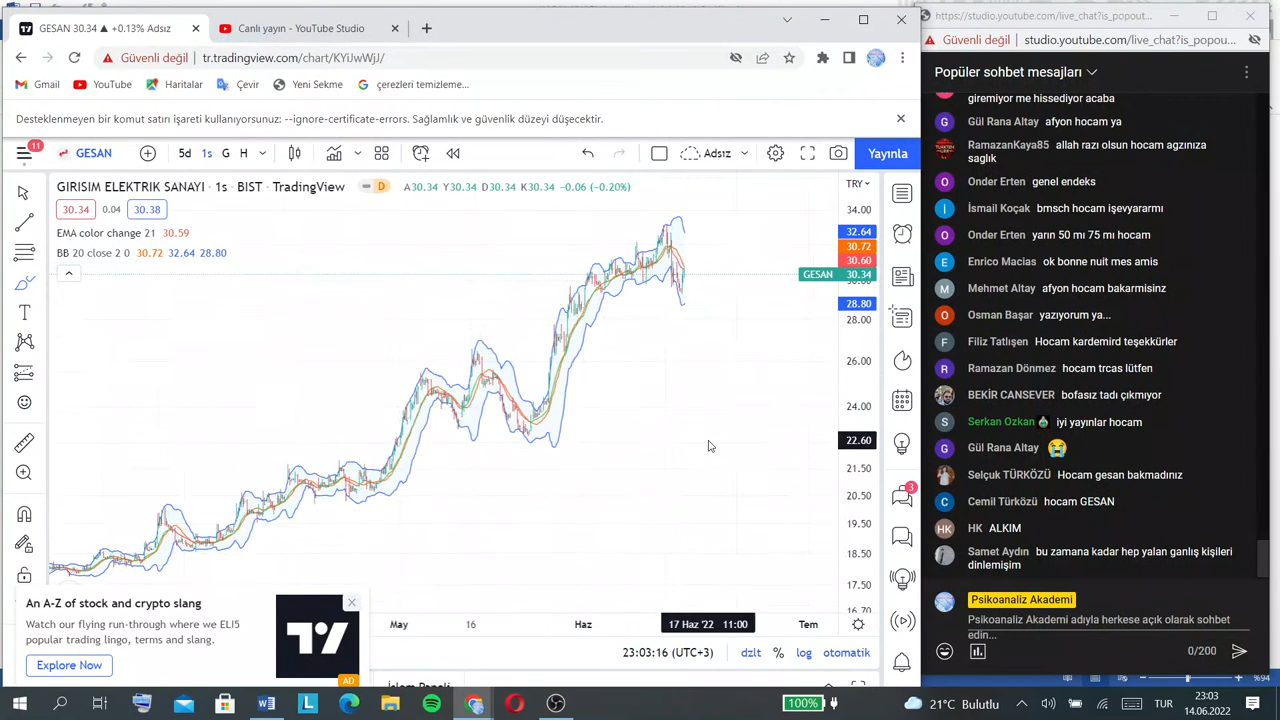 GESAN 30.34 ▲ +0.13% Adsız
Canlı yayın - YouTube Studio
Güvenli değil
tr.tradingview.com/chart/KYiJwWjJ/
Gmail
YouTube
Haritalar
Çevir
Yeni Sekme
çerezleri temizleme...
Desteklenmeyen bir komut satırı işareti kullanıyorsunuz: --ignore-certificate-errors. Sağlamlık ve güvenlik düzeyi düşecektir.
11
GESAN
5d
1s
G
Adsız
Yayınla
GIRISIM ELEKTRIK SANAYI · 1s · BIST · TradingView
D
A30.34 Y30.34 D30.34 K30.34 −0.06 (−0.20%)
30.34
0.04
30.38
EMA color change 21 30.59
BB 20 close 2 0 30.72 32.64 28.80
TRY
34.00
32.64
30.72
30.60
GESAN 30.34
28.80
28.00
26.00
24.00
22.60
21.50
20.50
19.50
18.50
17.50
16.70
3
An A-Z of stock and crypto slang
Watch our flying run-through where we ELI5
popular trading lingo, terms and slang.
Explore Now
AD
May
16
Haz
17 Haz '22 11:00
Tem
23:03:16 (UTC+3)
dzlt
%
log
otomatik
İşlem Paneli
https://studio.youtube.com/live_chat?is_popout...
Güvenli değil
studio.youtube.com/live_chat?is_popou...
Popüler sohbet mesajları
giremiyor me hissediyor acaba
Gül Rana Altay afyon hocam ya
RamazanKaya85 allah razı olsun hocam agzınıza
saglık
Onder Erten genel endeks
İsmail Koçak bmsch hocam işevyararmı
Onder Erten yarın 50 mı 75 mı hocam
Enrico Macias ok bonne nuit mes amis
Mehmet Altay afyon hocam bakarmisinz
Osman Başar yazıyorum ya...
Filiz Tatlışen Hocam kardemird teşekkürler
Ramazan Dönmez hocam trcas lütfen
BEKİR CANSEVER bofasız tadı çıkmıyor
Serkan Ozkan iyi yayınlar hocam
Gül Rana Altay 😭
Selçuk TÜRKÖZÜ Hocam gesan bakmadınız
Cemil Türközü hocam GESAN
HK ALKIM
Samet Aydın bu zamana kadar hep yalan ganlış kişileri
dinlemişim
Psikoanaliz Akademi
Psikoanaliz Akademi adıyla herkese açık olarak sohbet
edin...
0/200
%94
100%
21°C Bulutlu
TUR
23:03
14.06.2022